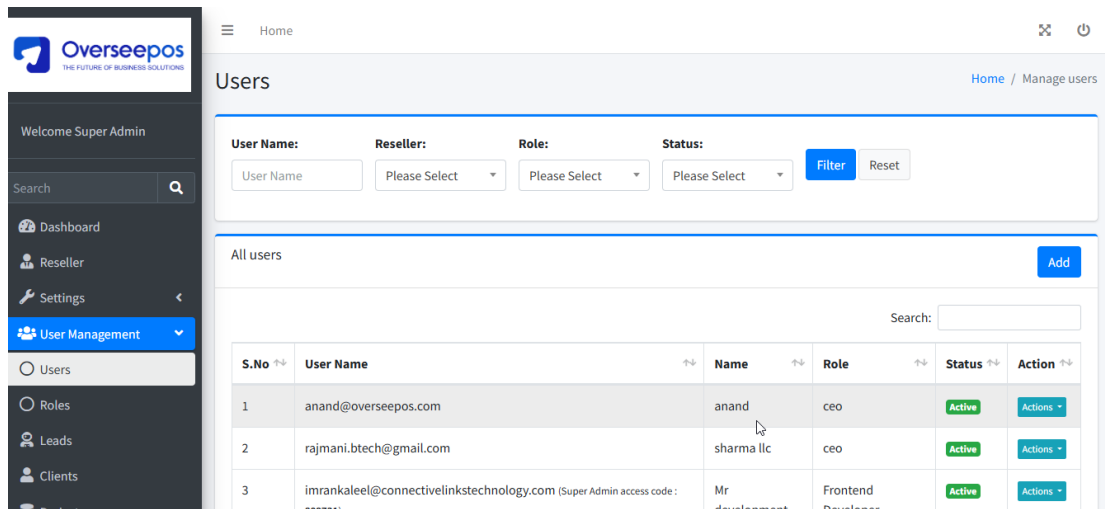 Overseepos
THE FUTURE OF BUSINESS SOLUTIONS
Home
Users
Home / Manage users
Welcome Super Admin
Search
Dashboard
Reseller
Settings
User Management
Users
Roles
Leads
Clients
User Name:
Reseller:
Role:
Status:
User Name
Please Select
Please Select
Please Select
Filter
Reset
All users
Add
Search:
S.No User Name Name Role Status Action
1 anand@overseepos.com anand ceo Active Actions
2 rajmani.btech@gmail.com sharma llc ceo Active Actions
3 imrankaleel@connectivelinkstechnology.com (Super Admin access code : Mr Frontend Active Actions
development Developer